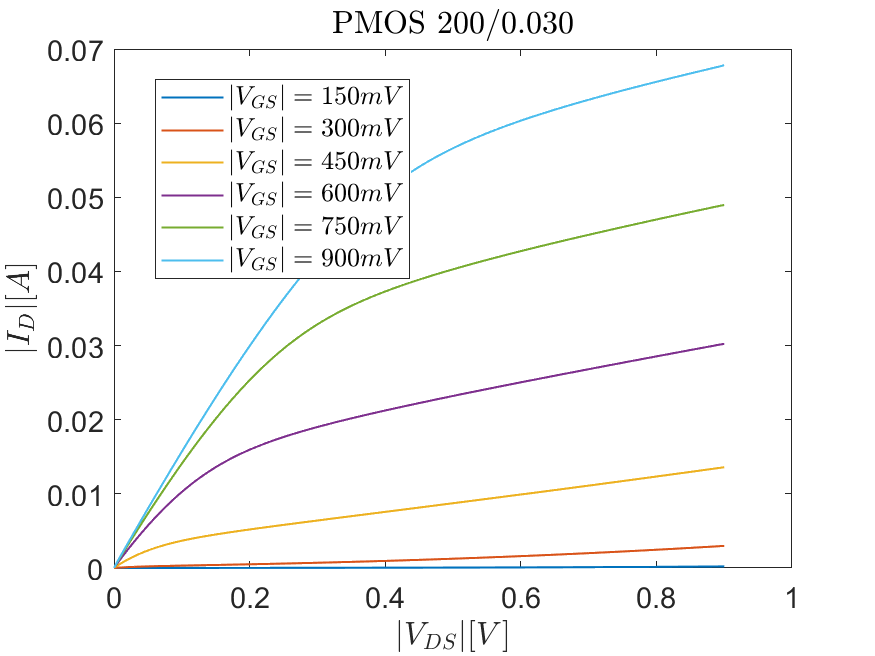 PMOS 200/0.030
0.07
0.06
0.05
0.04
0.03
0.02
0.01
0
|I_D|[A]
|V_GS| = 150mV
|V_GS| = 300mV
|V_GS| = 450mV
|V_GS| = 600mV
|V_GS| = 750mV
|V_GS| = 900mV
0 0.2 0.4 0.6 0.8 1
|V_DS|[V]